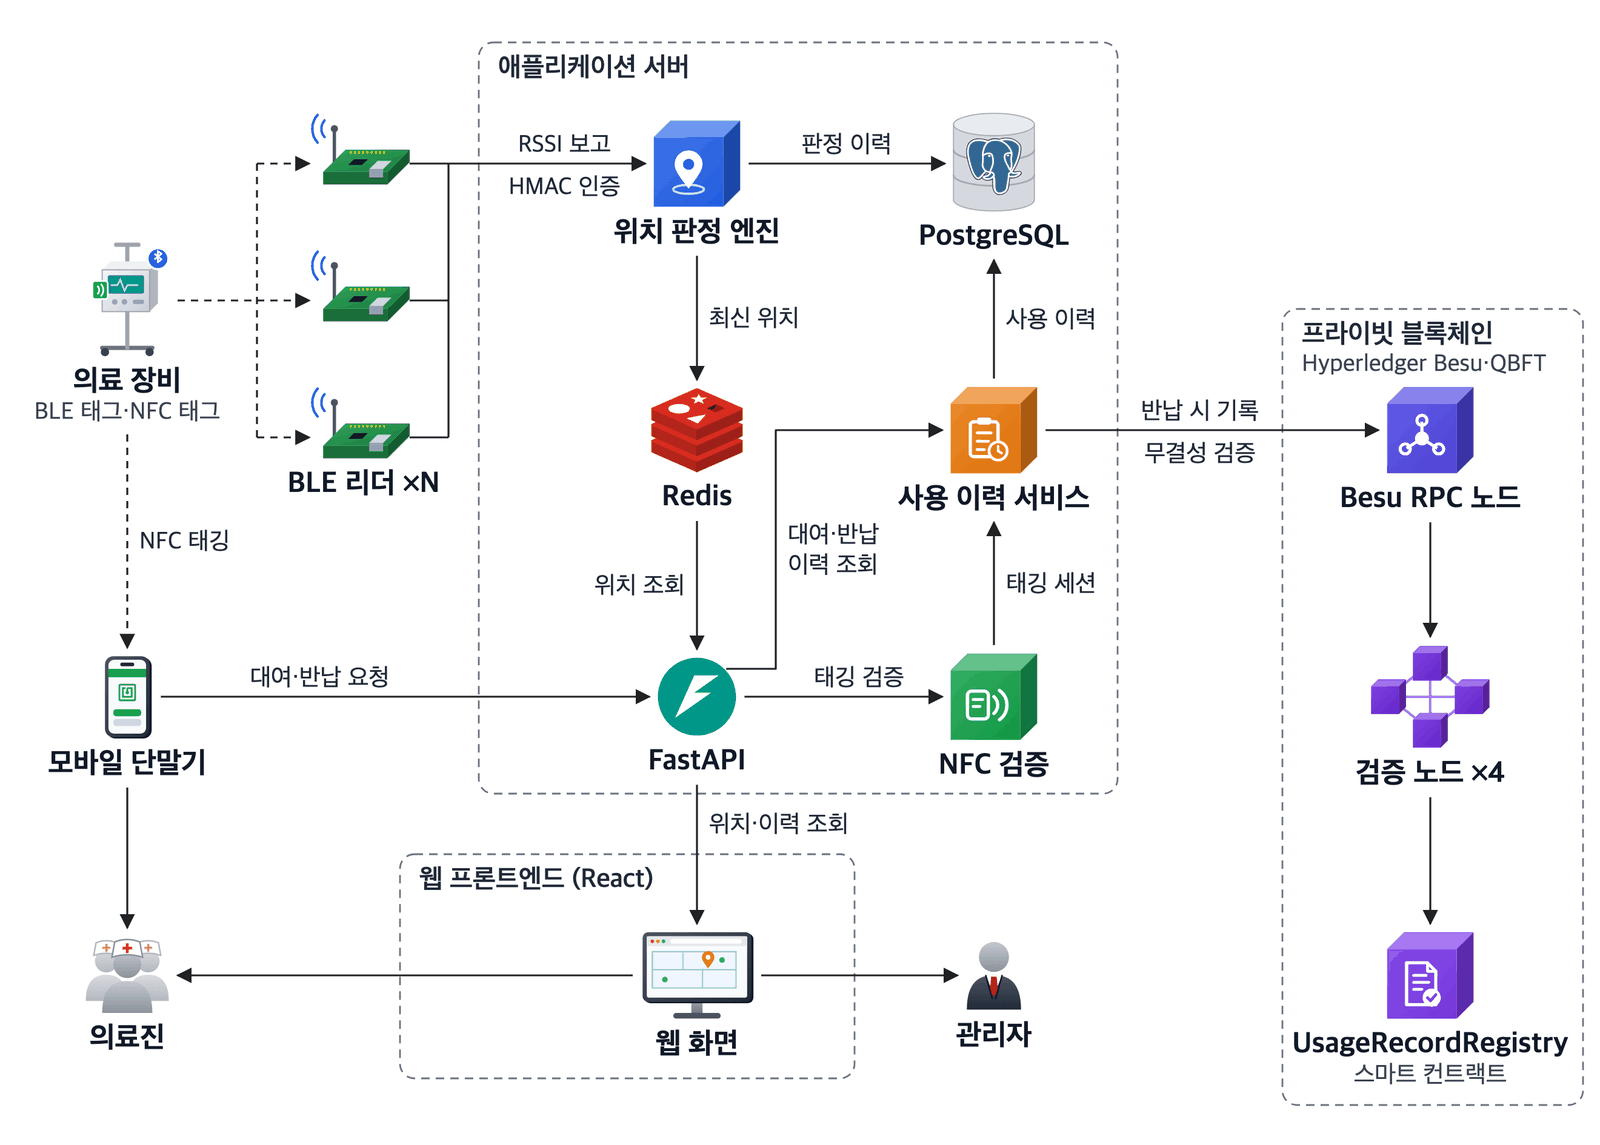 애플리케이션 서버
RSSI 보고
HMAC 인증
위치 판정 엔진
판정 이력
PostgreSQL
의료 장비
BLE 태그·NFC 태그
BLE 리더 ×N
최신 위치
사용 이력
Redis
사용 이력 서비스
반납 시 기록
무결성 검증
프라이빗 블록체인
Hyperledger Besu·QBFT
Besu RPC 노드
NFC 태깅
위치 조회
대여·반납
이력 조회
태깅 세션
대여·반납 요청
모바일 단말기
FastAPI
태깅 검증
NFC 검증
검증 노드 ×4
위치·이력 조회
웹 프론트엔드 (React)
의료진
웹 화면
관리자
UsageRecordRegistry
스마트 컨트랙트